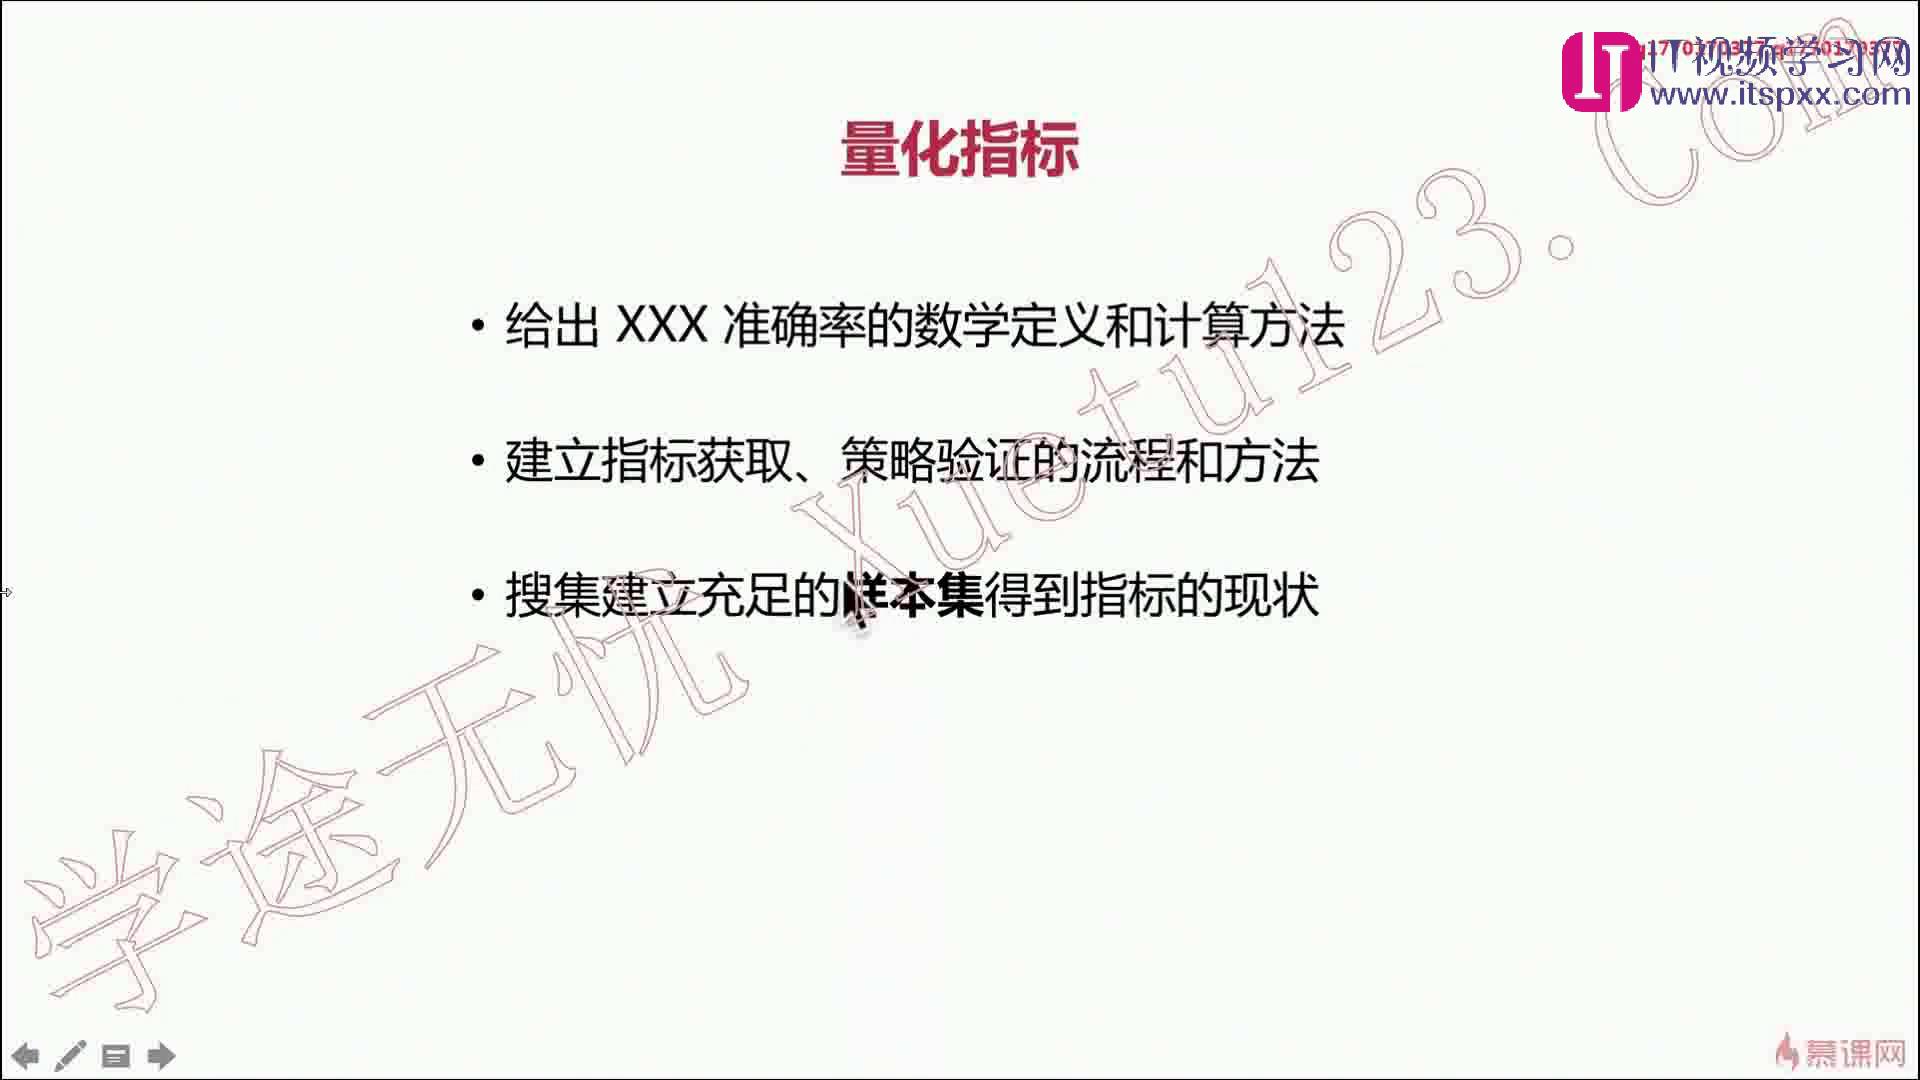 IT视频学习网
www.itspxx.com
量化指标
• 给出 XXX 准确率的数学定义和计算方法
• 建立指标获取、策略验证的流程和方法
• 搜集建立充足的样本集得到指标的现状
学途无忧 Xuetu123.Com
慕课网